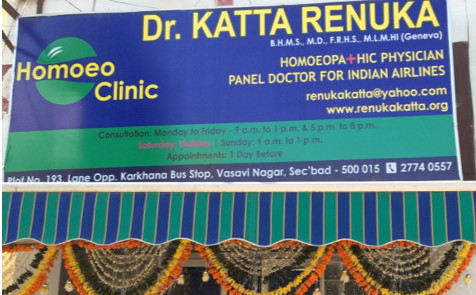 Dr. KATTA RENUKA
B.H.M.S., M.D., F.R.H.S., M.L.M.HI (Geneva)
Homoeo
Clinic
HOMOEOPA+HIC PHYSICIAN
PANEL DOCTOR FOR INDIAN AIRLINES
renukakatta@yahoo.com
www.renukakatta.org
Consultation: Monday to Friday - 9 a.m. to 1 p.m. & 5 p.m. to 8 p.m.
Saturday: Holiday | Sunday: 9 a.m. to 1 p.m.
Appointments: 1 Day Before
Plot No. 193, Lane Opp. Karkhana Bus Stop, Vasavi Nagar, Sec'bad - 500 015 2774 0557